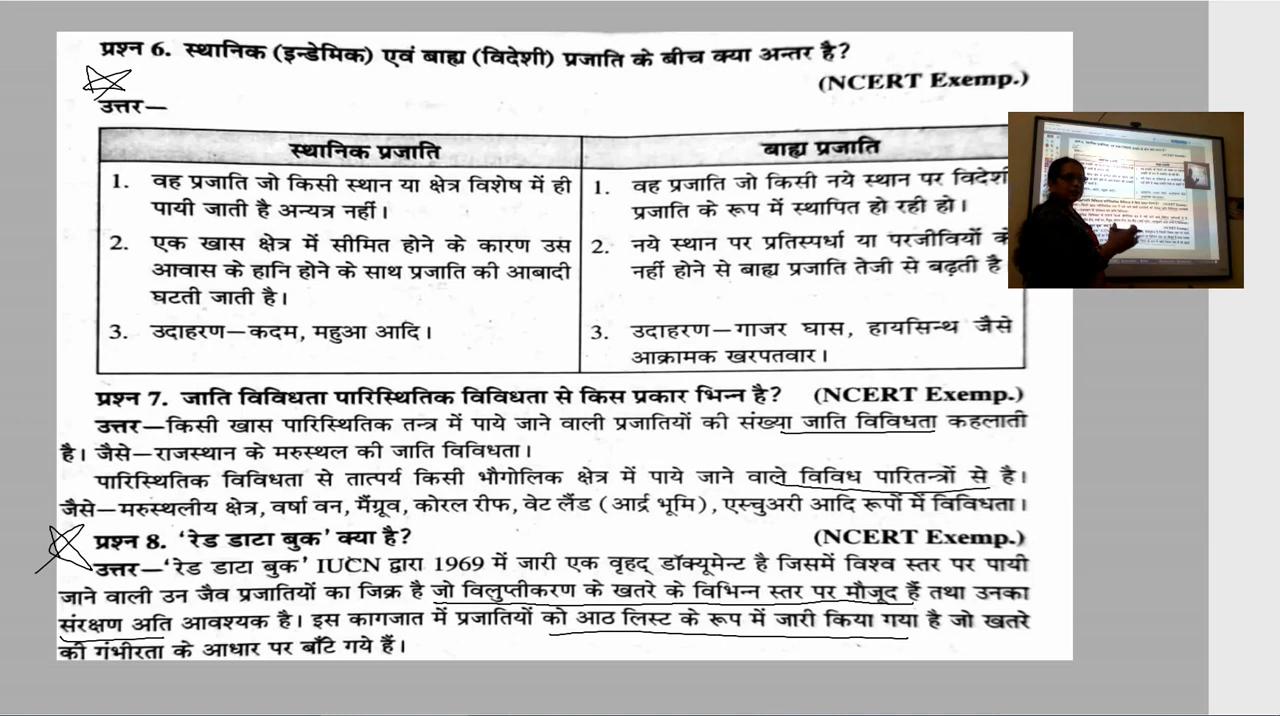 प्रश्न 6. स्थानिक (इन्डेमिक) एवं बाह्य (विदेशी) प्रजाति के बीच क्या अन्तर है?
(NCERT Exemp.)
उत्तर—
स्थानिक प्रजाति
1. वह प्रजाति जो किसी स्थान या क्षेत्र विशेष में ही
पायी जाती है अन्यत्र नहीं।
2. एक खास क्षेत्र में सीमित होने के कारण उस
आवास के हानि होने के साथ प्रजाति की आबादी
घटती जाती है।
3. उदाहरण—कदम, महुआ आदि।
बाह्य प्रजाति
1. वह प्रजाति जो किसी नये स्थान पर विदेशी
प्रजाति के रूप में स्थापित हो रही हो।
2. नये स्थान पर प्रतिस्पर्धा या परजीवियों
नहीं होने से बाह्य प्रजाति तेजी से बढ़ती है
3. उदाहरण—गाजर घास, हायसिन्थ जैसे
आक्रामक खरपतवार।
प्रश्न 7. जाति विविधता पारिस्थितिक विविधता से किस प्रकार भिन्न है? (NCERT Exemp.)
उत्तर—किसी खास पारिस्थितिक तन्त्र में पाये जाने वाली प्रजातियों की संख्या जाति विविधता कहलाती
है। जैसे—राजस्थान के मरुस्थल की जाति विविधता।
पारिस्थितिक विविधता से तात्पर्य किसी भौगोलिक क्षेत्र में पाये जाने वाले विविध पारितन्त्रों से है।
जैसे—मरुस्थलीय क्षेत्र, वर्षा वन, मैंग्रूव, कोरल रीफ, वेट लैंड (आर्द्र भूमि), एस्चुअरी आदि रूपों में विविधता।
प्रश्न 8. 'रेड डाटा बुक' क्या है? (NCERT Exemp.)
उत्तर—'रेड डाटा बुक' IUCN द्वारा 1969 में जारी एक वृहद् डॉक्यूमेन्ट है जिसमें विश्व स्तर पर पायी
जाने वाली उन जैव प्रजातियों का जिक्र है जो विलुप्तीकरण के खतरे के विभिन्न स्तर पर मौजूद हैं तथा उनका
संरक्षण अति आवश्यक है। इस कागजात में प्रजातियों को आठ लिस्ट के रूप में जारी किया गया है जो खतरे
की गंभीरता के आधार पर बाँटे गये हैं।